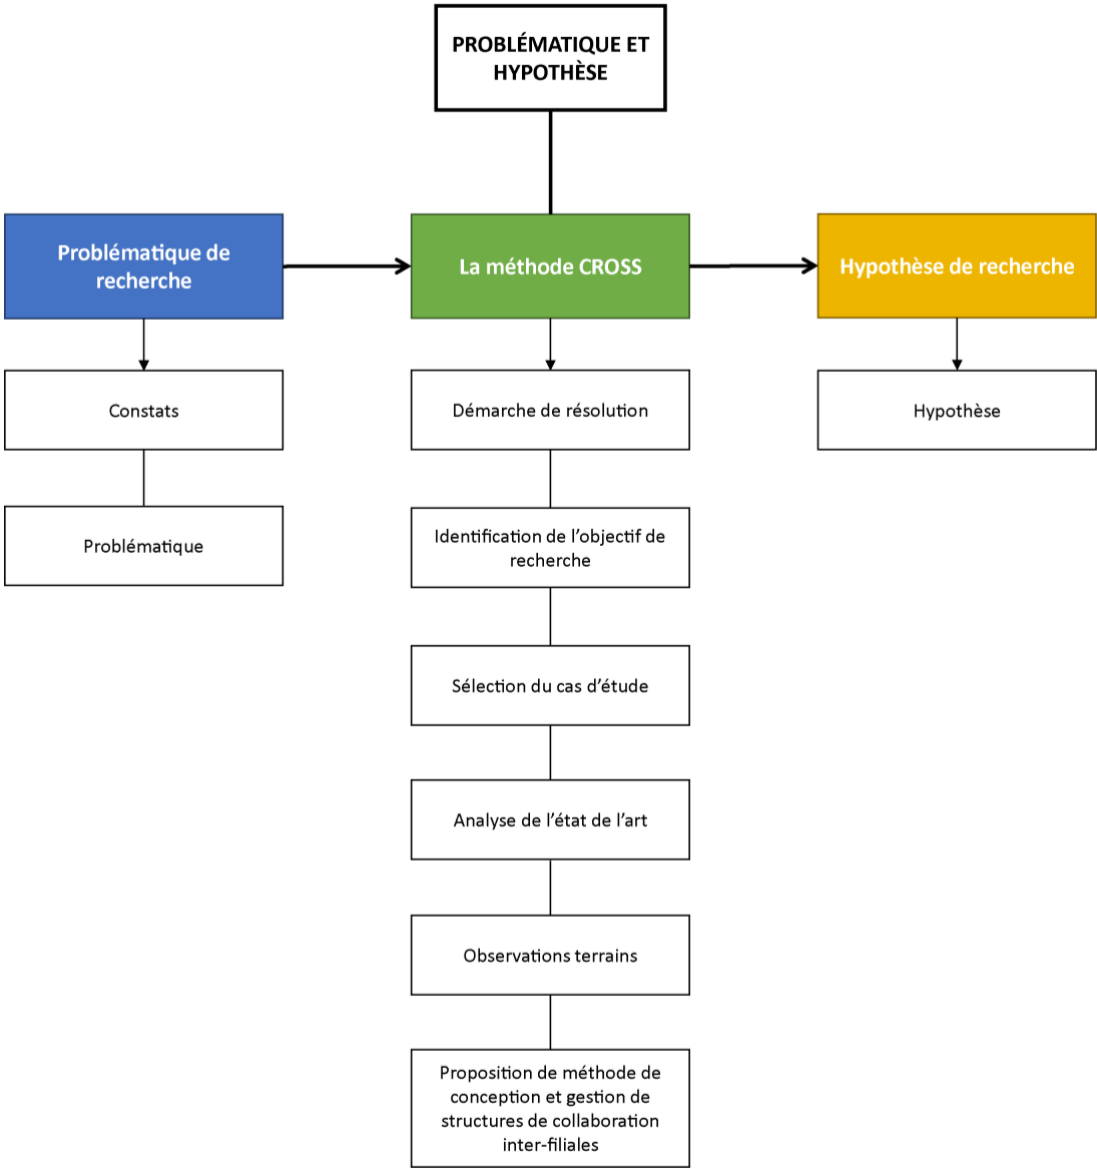 PROBLÉMATIQUE ET
HYPOTHÈSE
Problématique de
recherche
La méthode CROSS
Hypothèse de recherche
Constats
Problématique
Démarche de résolution
Identification de l’objectif de
recherche
Sélection du cas d’étude
Analyse de l’état de l’art
Observations terrains
Proposition de méthode de
conception et gestion de
structures de collaboration
inter-filiales
Hypothèse